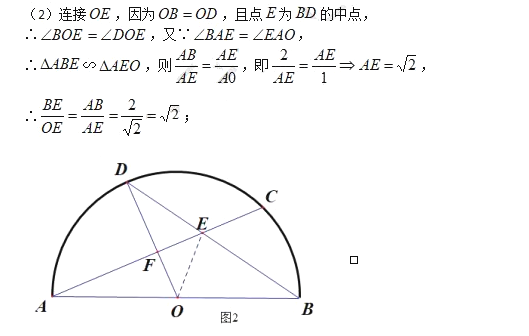 （2）连接OE，因为OB＝OD，且点E为BD的中点，
∴∠BOE＝∠DOE，又∵∠BAE＝∠EAO，
∴ΔABE∽ΔAEO，则AB/AE＝AE/A0，即2/AE＝AE/1⇒AE＝√2，
∴BE/OE＝AB/AE＝2/√2＝√2；
D
C
E
F
A
O
B
图2